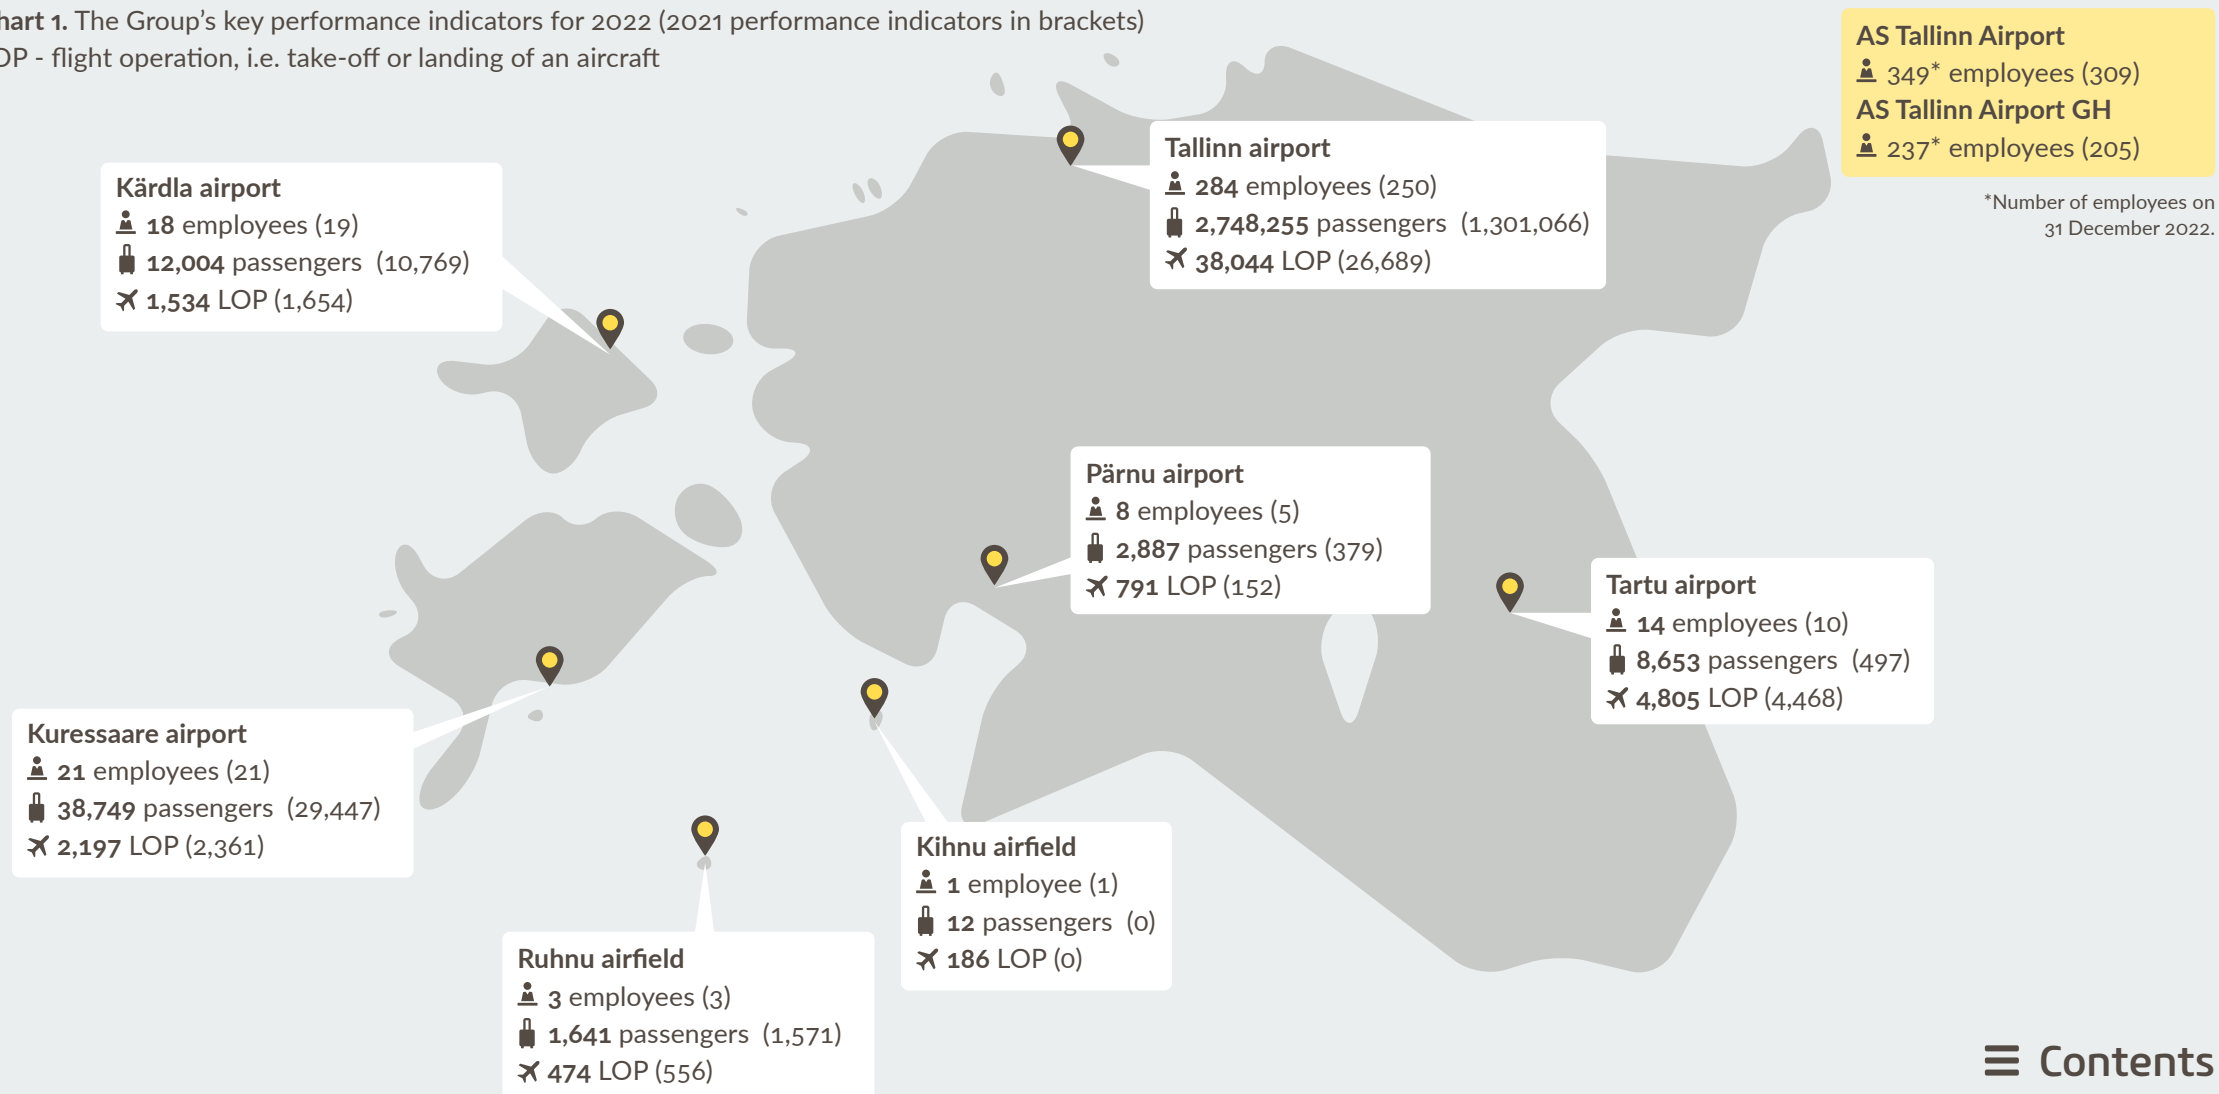 hart 1. The Group’s key performance indicators for 2022 (2021 performance indicators in brackets)
OP - flight operation, i.e. take-off or landing of an aircraft
AS Tallinn Airport
349* employees (309)
AS Tallinn Airport GH
237* employees (205)
*Number of employees on
31 December 2022.
Tallinn airport
284 employees (250)
2,748,255 passengers (1,301,066)
38,044 LOP (26,689)
Kärdla airport
18 employees (19)
12,004 passengers (10,769)
1,534 LOP (1,654)
Pärnu airport
8 employees (5)
2,887 passengers (379)
791 LOP (152)
Tartu airport
14 employees (10)
8,653 passengers (497)
4,805 LOP (4,468)
Kuressaare airport
21 employees (21)
38,749 passengers (29,447)
2,197 LOP (2,361)
Kihnu airfield
1 employee (1)
12 passengers (0)
186 LOP (0)
Ruhnu airfield
3 employees (3)
1,641 passengers (1,571)
474 LOP (556)
Contents